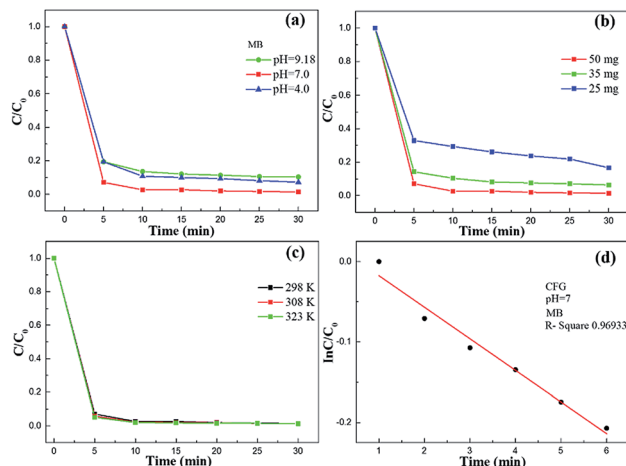 (a)
MB
pH=9.18
pH=7.0
pH=4.0
C/C0
1.0
0.8
0.6
0.4
0.2
0.0
0 5 10 15 20 25 30
Time (min)
(b)
50 mg
35 mg
25 mg
C/C0
1.0
0.8
0.6
0.4
0.2
0.0
0 5 10 15 20 25 30
Time (min)
(c)
298 K
308 K
323 K
C/C0
1.0
0.8
0.6
0.4
0.2
0.0
0 5 10 15 20 25 30
Time (min)
(d)
CFG
pH=7
MB
R- Square 0.96933
lnC/C0
0.0
-0.1
-0.2
1 2 3 4 5 6
Time (min)